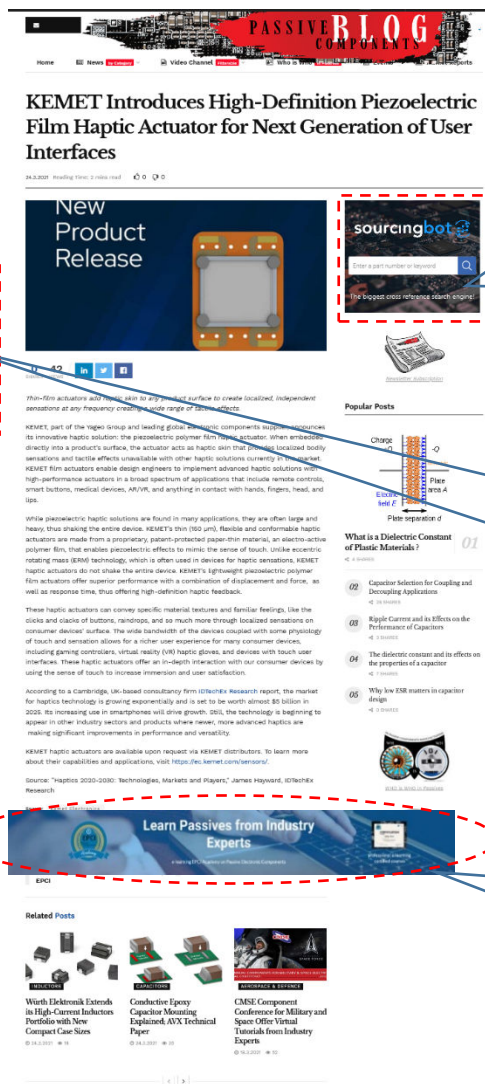 PASSIVE BLOG
COMPONENTS
Home News by Category Video Channel Who is Who Reports
KEMET Introduces High-Definition Piezoelectric
Film Haptic Actuator for Next Generation of User
Interfaces
24.3.2021 Reading Time: 2 mins read 0 0
New
Product
Release
sourcingbot
Enter a part number or keyword
The biggest cross reference search engine!
Newsletter subscription
Thin-film actuators add haptic skin to any product surface to create localized, independent
sensations at any frequency creating a wide range of tactile effects.
KEMET, part of the Yageo Group and leading global electronic components supplier, announces
its innovative haptic solution: the piezoelectric polymer film haptic actuator. When embedded
directly into a product's surface, the actuator acts as haptic skin that provides localized bodily
sensations and tactile effects unavailable with other haptic solutions currently in the market.
KEMET film actuators enable design engineers to implement advanced haptic solutions with
high-performance actuators in a broad spectrum of applications that include remote controls,
smart buttons, medical devices, AR/VR, and anything in contact with hands, fingers, head, and
lips.
While piezoelectric haptic solutions are found in many applications, they are often large and
heavy, thus shaking the entire device. KEMET's thin (160 μm), flexible and conformable haptic
actuators are made from a proprietary, patent-protected paper-thin material, an electro-active
polymer film, that enables piezoelectric effects to mimic the sense of touch. Unlike eccentric
rotating mass (ERM) technology, which is often used in devices for haptic sensations, KEMET
haptic actuators do not shake the entire device. KEMET's lightweight piezoelectric polymer
film actuators offer superior performance with a combination of displacement and force, as
well as response time, thus offering high-definition haptic feedback.
These haptic actuators can convey specific material textures and familiar feelings, like the
clicks and clacks of buttons, raindrops, and so much more through localized sensations on
consumer devices' surface. The wide bandwidth of the devices coupled with some physiology
of touch and sensation allows for a richer user experience for many consumer devices,
including gaming controllers, virtual reality (VR) haptic gloves, and devices with touch user
interfaces. These haptic actuators offer an in-depth interaction with our consumer devices by
using the sense of touch to increase immersion and user satisfaction.
According to a Cambridge, UK-based consultancy firm IDTechEx Research report, the market
for haptics technology is growing exponentially and is set to be worth almost $5 billion in
2025. Its increasing use in smartphones will drive growth. Still, the technology is beginning to
appear in other industry sectors and products where newer, more advanced haptics are
making significant improvements in performance and versatility.
KEMET haptic actuators are available upon request via KEMET distributors. To learn more
about their capabilities and applications, visit https://ec.kemet.com/sensors/.
Source: "Haptics 2020-2030: Technologies, Markets and Players," James Hayward, IDTechEx
Research
Popular Posts
Charge
+Q -Q
Plate
area A
Electric
field E
Plate separation d
What is a Dielectric Constant
of Plastic Materials ?
01
02 Capacitor Selection for Coupling and
Decoupling Applications
03 Ripple Current and its Effects on the
Performance of Capacitors
04 The dielectric constant and its effects on
the properties of a capacitor
7 SHARES
05 Why low ESR matters in capacitor
design
0 SHARES
Who is Who in Passives
Learn Passives from Industry
Experts
EPCI
Related Posts
INDUCTORS
Würth Elektronik Extends
its High-Current Inductors
Portfolio with New
Compact Case Sizes
24.3.2021
CAPACITORS
Conductive Epoxy
Capacitor Mounting
Explained; AVX Technical
Paper
24.3.2021
AEROSPACE & DEFENCE
CMSE Component
Conference for Military and
Space Offer Virtual
Tutorials from Industry
Experts